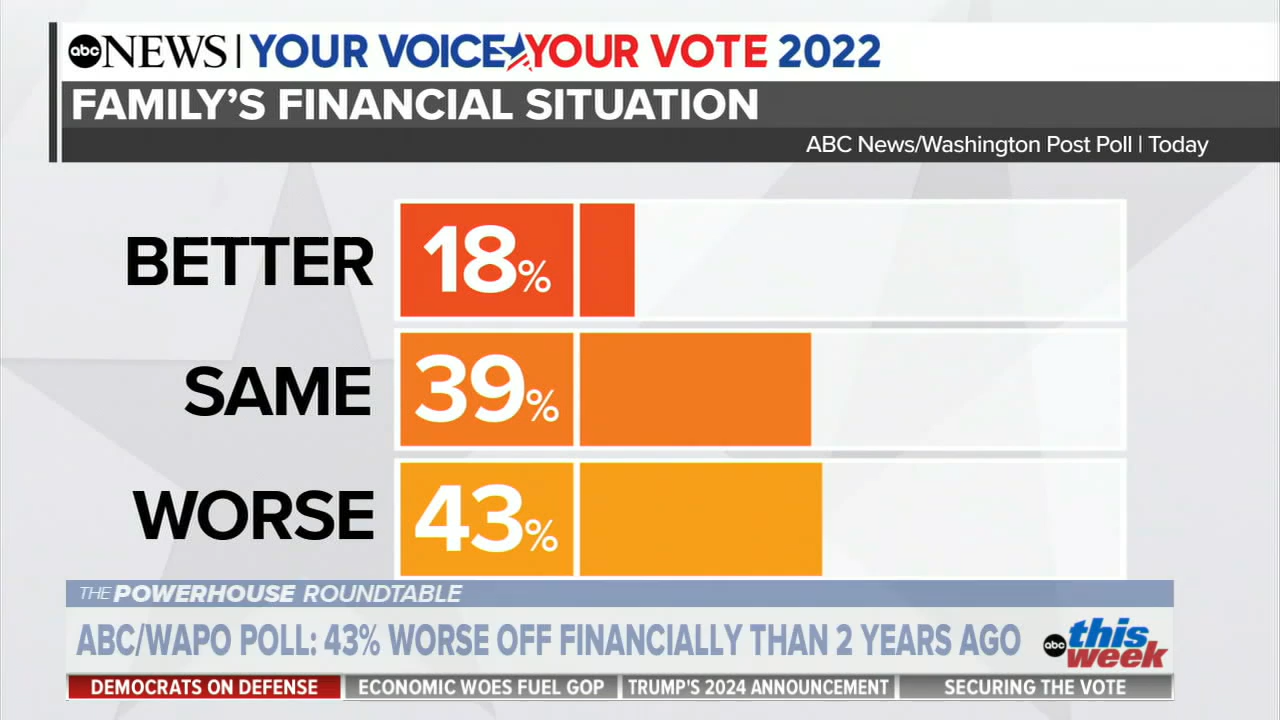 abc NEWS | YOUR VOICE YOUR VOTE 2022
FAMILY'S FINANCIAL SITUATION
ABC News/Washington Post Poll | Today
BETTER 18%
SAME 39%
WORSE 43%
THE POWERHOUSE ROUNDTABLE
ABC/WAPO POLL: 43% WORSE OFF FINANCIALLY THAN 2 YEARS AGO
abc this week
DEMOCRATS ON DEFENSE | ECONOMIC WOES FUEL GOP | TRUMP'S 2024 ANNOUNCEMENT | SECURING THE VOTE